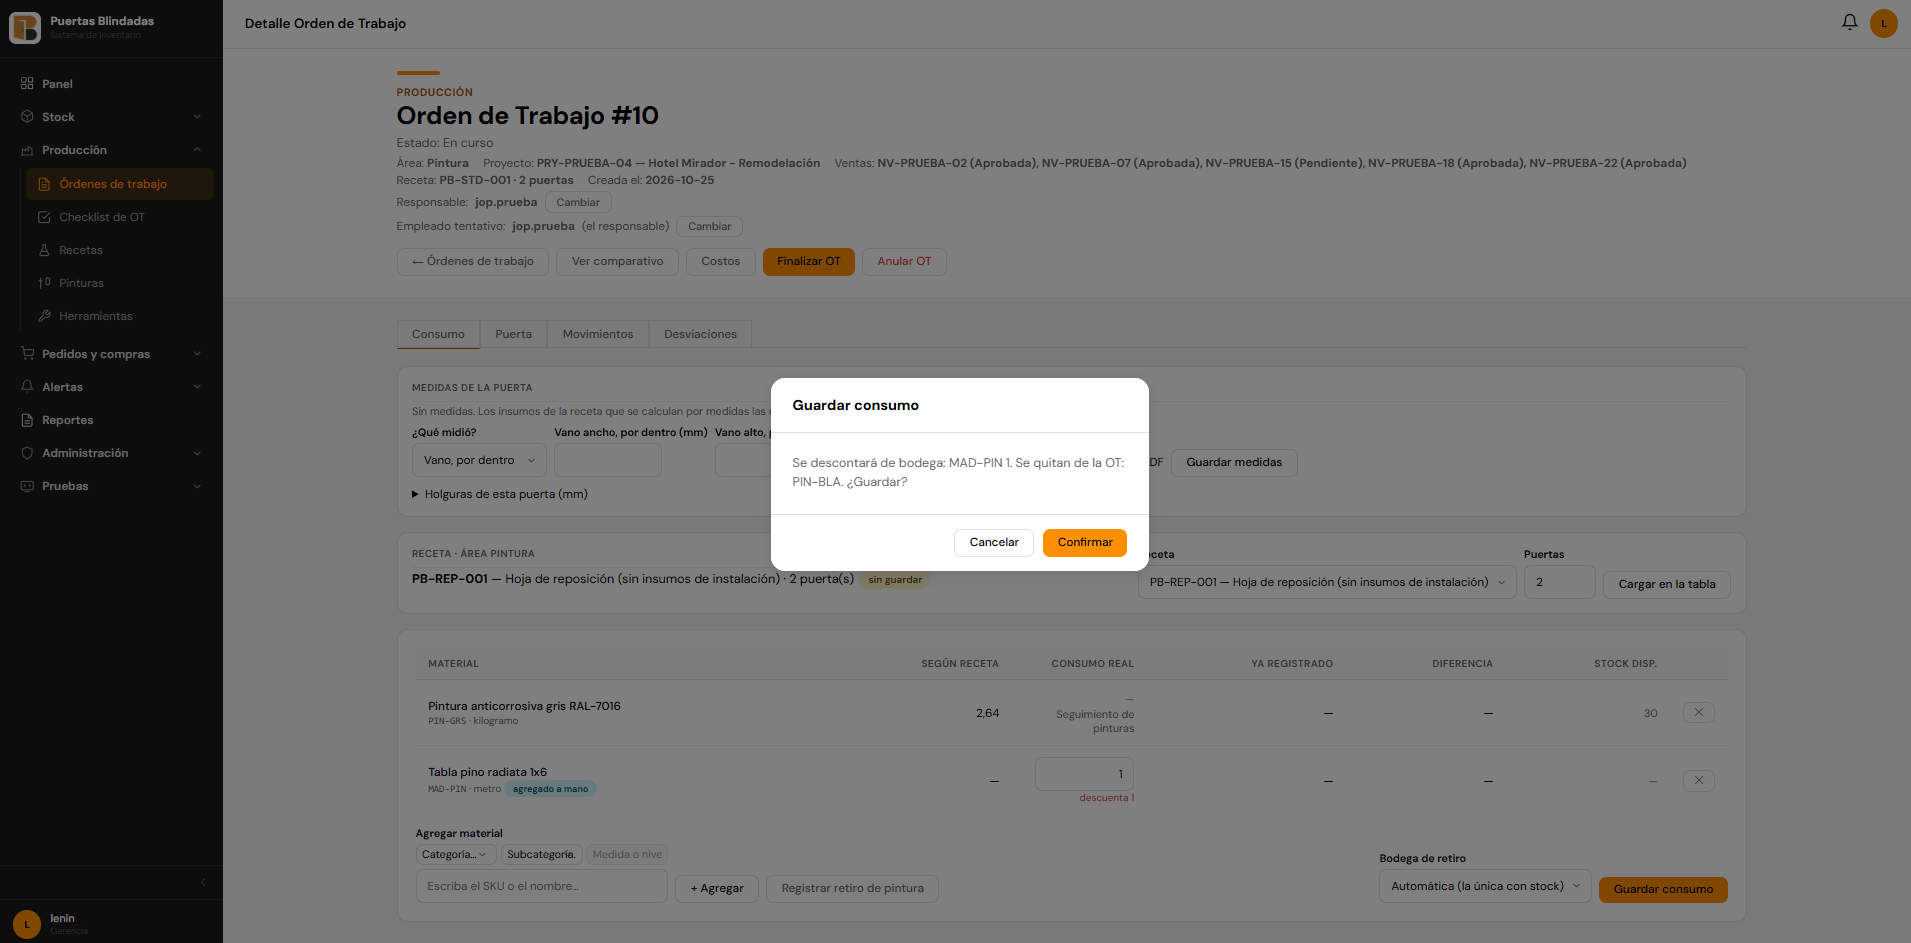 Puertas Blindadas
Sistema de Inventario
Detalle Orden de Trabajo
L
Panel
Stock
Producción
Órdenes de trabajo
Checklist de OT
Recetas
Pinturas
Herramientas
Pedidos y compras
Alertas
Reportes
Administración
Pruebas
L
lenin
Gerencia
PRODUCCIÓN
Orden de Trabajo #10
Estado: En curso
Área: Pintura Proyecto: PRY-PRUEBA-04 — Hotel Mirador - Remodelación Ventas: NV-PRUEBA-02 (Aprobada), NV-PRUEBA-07 (Aprobada), NV-PRUEBA-15 (Pendiente), NV-PRUEBA-18 (Aprobada), NV-PRUEBA-22 (Aprobada)
Receta: PB-STD-001 · 2 puertas Creada el: 2026-10-25
Responsable: jop.prueba Cambiar
Empleado tentativo: jop.prueba (el responsable) Cambiar
← Órdenes de trabajo Ver comparativo Costos Finalizar OT Anular OT
Consumo Puerta Movimientos Desviaciones
MEDIDAS DE LA PUERTA
Sin medidas. Los insumos de la receta que se calculan por medidas las
¿Qué midió? Vano ancho, por dentro (mm) Vano alto,
Vano, por dentro DF Guardar medidas
Holguras de esta puerta (mm)
Guardar consumo
Se descontará de bodega: MAD-PIN 1. Se quitan de la OT:
PIN-BLA. ¿Guardar?
Cancelar Confirmar
RECETA · ÁREA PINTURA
PB-REP-001 — Hoja de reposición (sin insumos de instalación) · 2 puerta(s) sin guardar
eceta Puertas
PB-REP-001 — Hoja de reposición (sin insumos de instalación) 2 Cargar en la tabla
MATERIAL SEGÚN RECETA CONSUMO REAL YA REGISTRADO DIFERENCIA STOCK DISP.
Pintura anticorrosiva gris RAL-7016
PIN-GRS · kilogramo
2,64 — — — 30
Seguimiento de
pinturas
Tabla pino radiata 1x6
MAD-PIN · metro agregado a mano
— 1 — — —
descuenta 1
Agregar material
Categoría... Subcategoría. Medida o nive
Escriba el SKU o el nombre... + Agregar Registrar retiro de pintura
Bodega de retiro
Automática (la única con stock) Guardar consumo